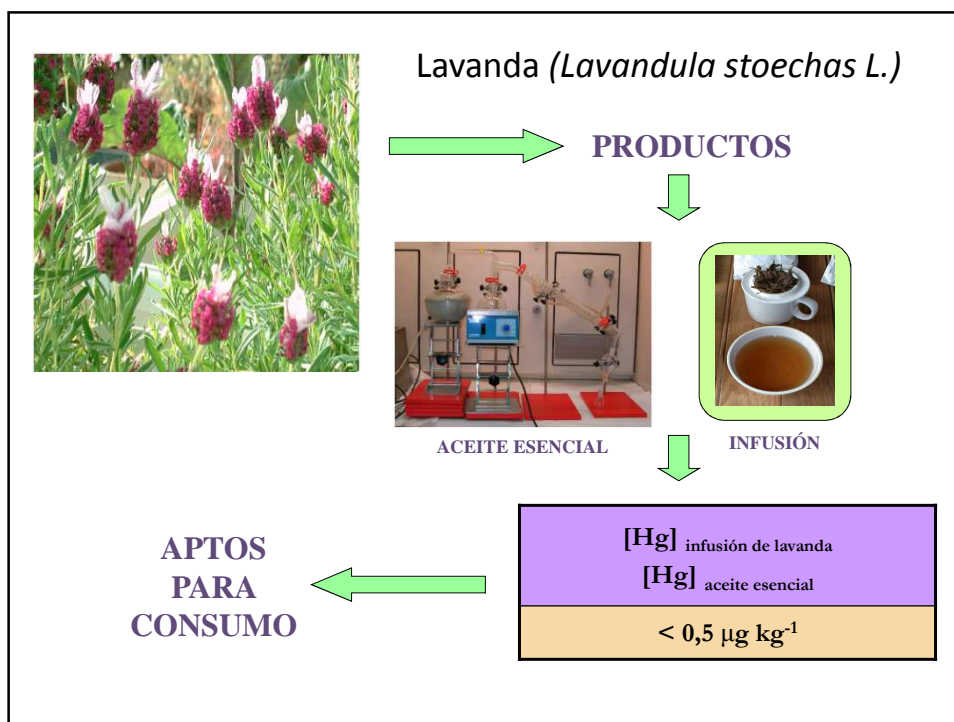 Lavanda (Lavandula stoechas L.)
PRODUCTOS
ACEITE ESENCIAL
INFUSIÓN
[Hg] infusión de lavanda
[Hg] aceite esencial
< 0,5 µg kg⁻¹
APTOS
PARA
CONSUMO